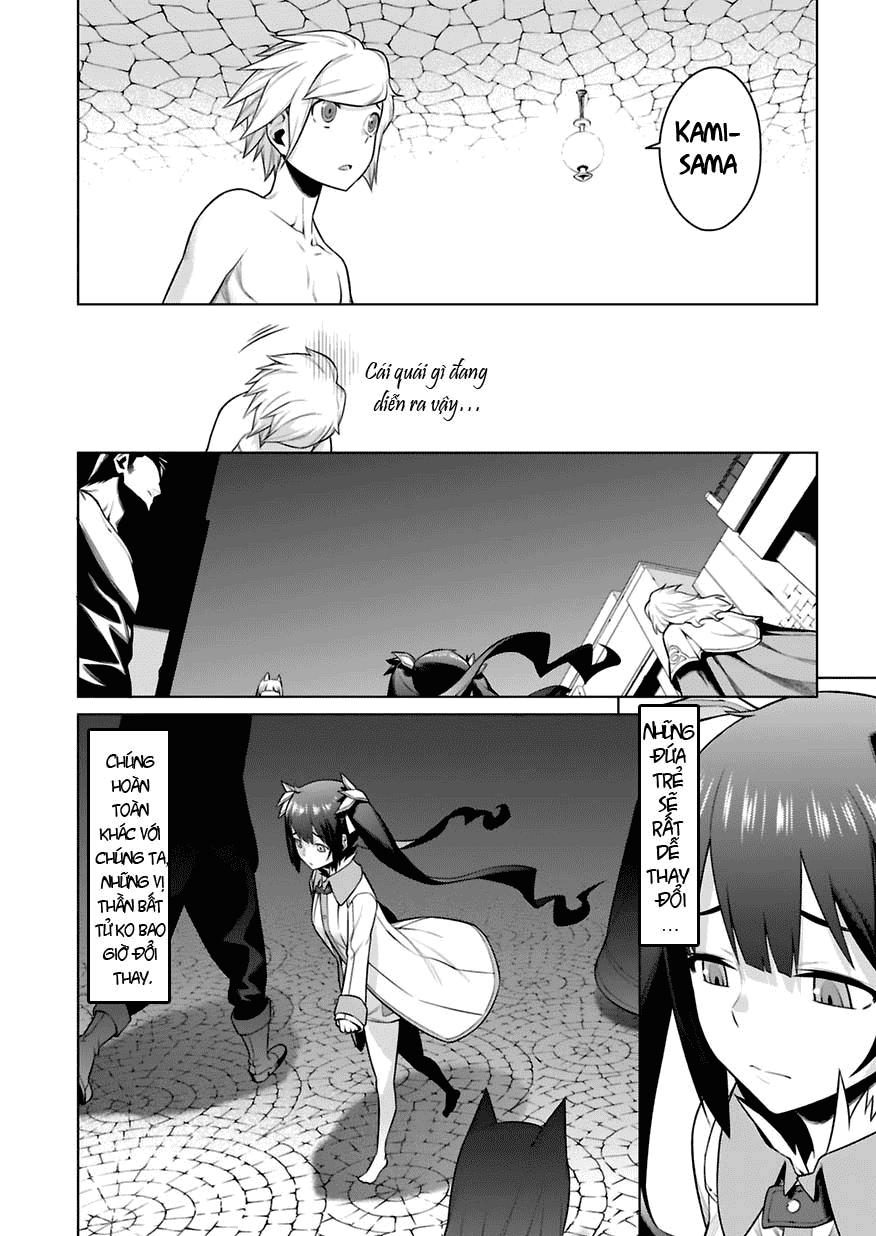 KAMI-
SAMA
Cái quái gì đang
diễn ra vậy...
NHỮNG
ĐỨA
TRẺ
SẼ
RẤT
DỄ
THAY
ĐỔI
...
CHÚNG
HOÀN
TOÀN
KHÁC VỚI
CHÚNG TA,
NHỮNG VỊ
THẦN BẤT
TỬ KO BAO
GIỜ ĐỔI
THAY.